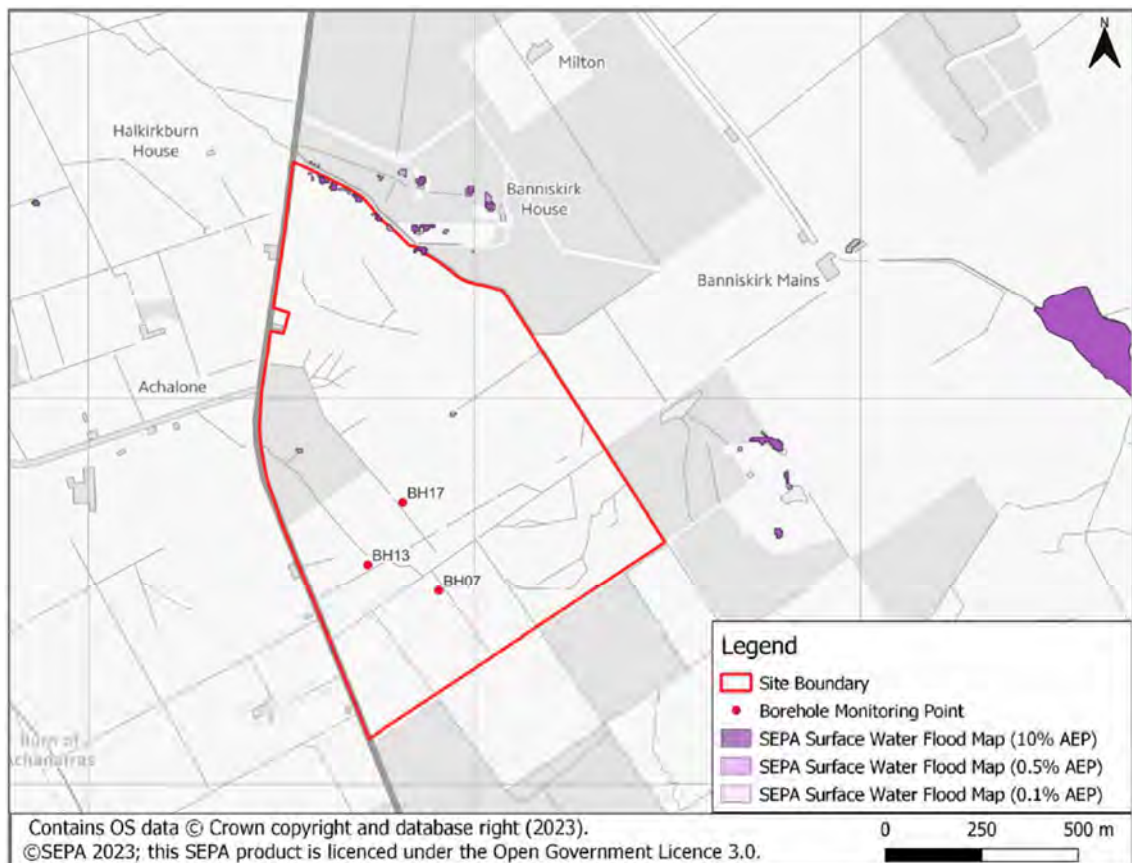 N
Milton
Halkirkburn
House
Banniskirk
House
Banniskirk Mains
Achalone
BH17
BH13
BH07
Burn of
Achanarras
Legend
Site Boundary
Borehole Monitoring Point
SEPA Surface Water Flood Map (10% AEP)
SEPA Surface Water Flood Map (0.5% AEP)
SEPA Surface Water Flood Map (0.1% AEP)
Contains OS data © Crown copyright and database right (2023).
©SEPA 2023; this SEPA product is licenced under the Open Government Licence 3.0.
0 250 500 m